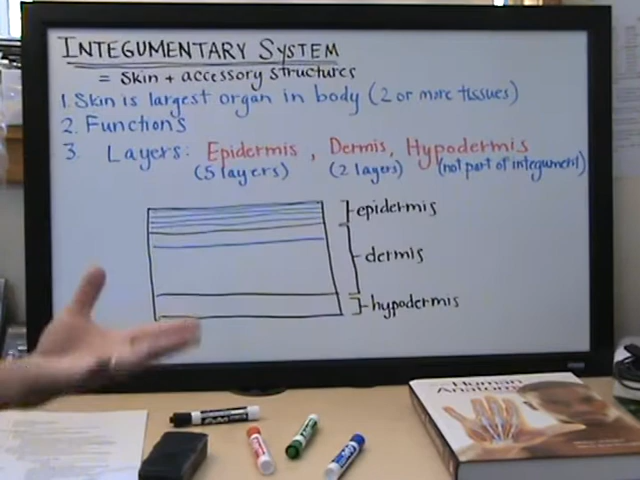 INTEGUMENTARY SYSTEM
= Skin + accessory structures
1. Skin is largest organ in body (2 or more tissues)
2. Functions
3. Layers: Epidermis, Dermis, Hypodermis
(5 layers) (2 layers) (not part of integument)
epidermis
dermis
hypodermis
Human
Anatomy